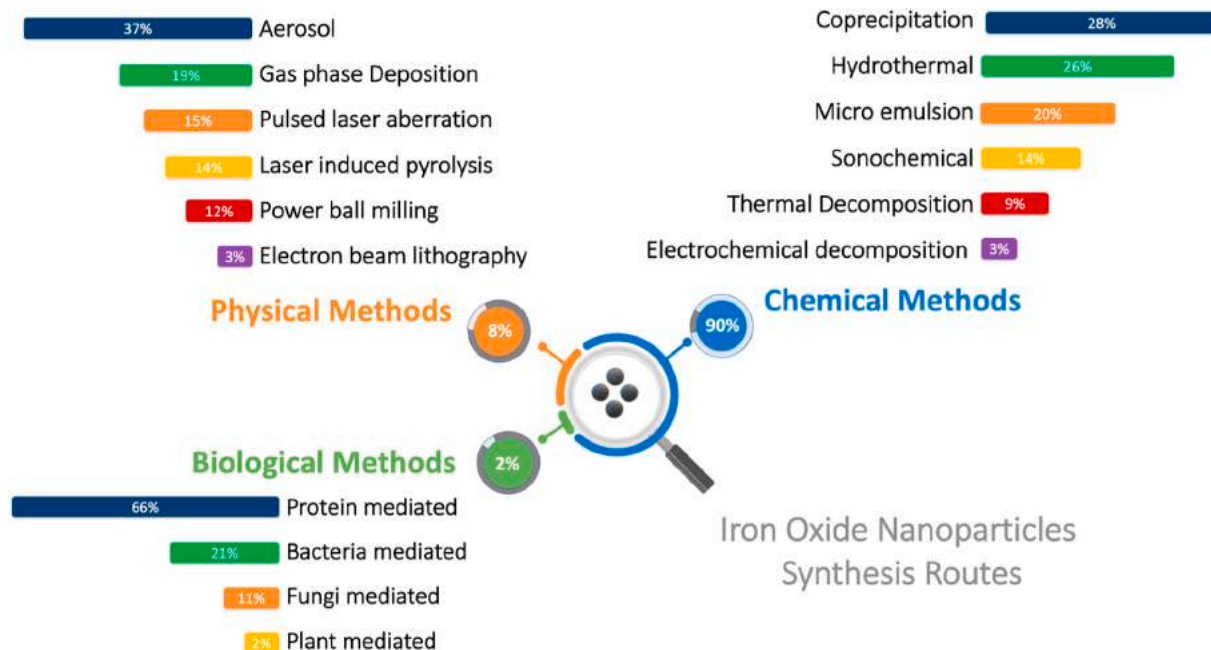 37% Aerosol
19% Gas phase Deposition
15% Pulsed laser aberration
14% Laser induced pyrolysis
12% Power ball milling
3% Electron beam lithography
Physical Methods
8%
Coprecipitation 28%
Hydrothermal 26%
Micro emulsion 20%
Sonochemical 14%
Thermal Decomposition 9%
Electrochemical decomposition 3%
90%
Chemical Methods
Biological Methods
2%
66% Protein mediated
21% Bacteria mediated
11% Fungi mediated
2% Plant mediated
Iron Oxide Nanoparticles
Synthesis Routes